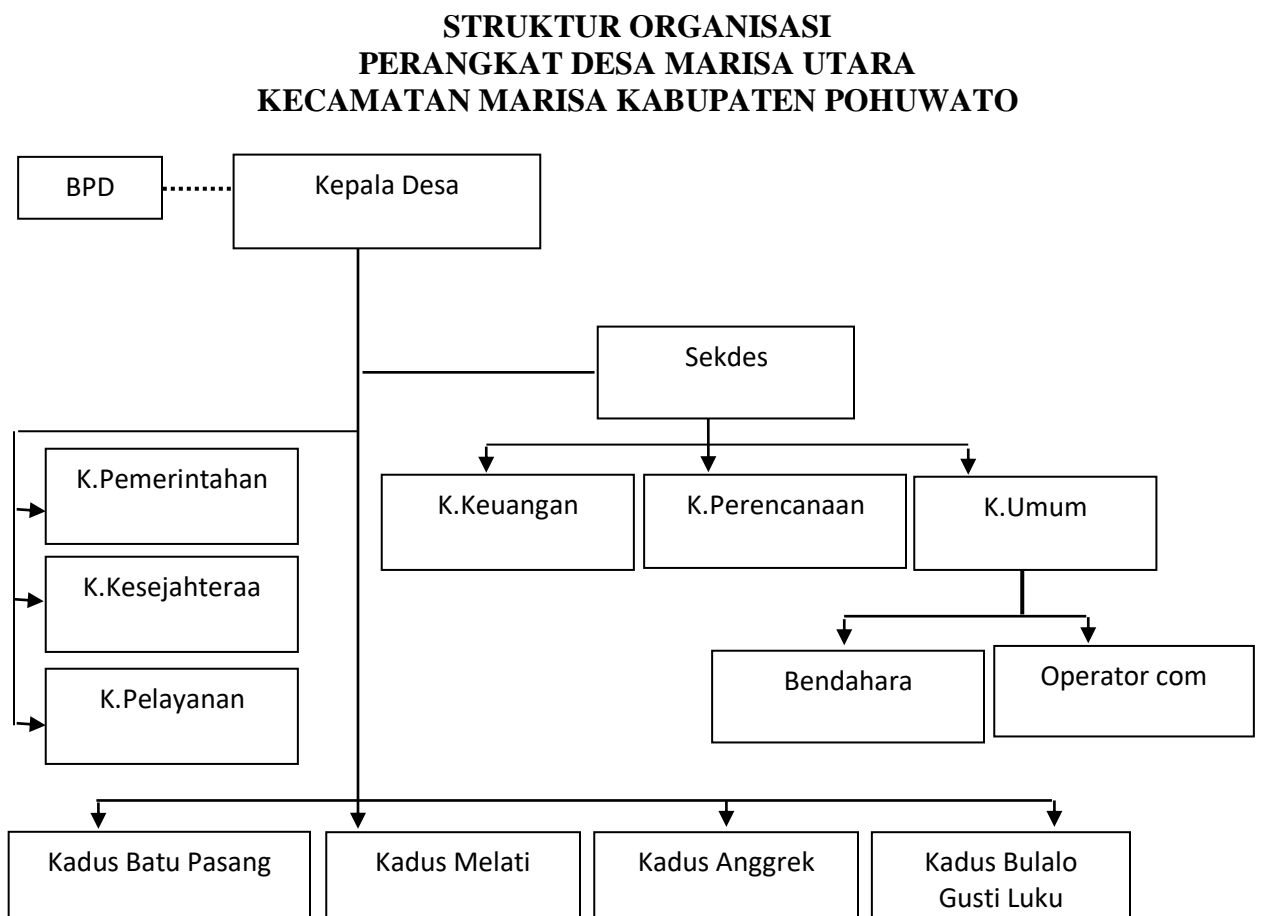 STRUKTUR ORGANISASI
PERANGKAT DESA MARISA UTARA
KECAMATAN MARISA KABUPATEN POHUWATO
BPD
Kepala Desa
Sekdes
K.Pemerintahan
K.Keuangan
K.Perencanaan
K.Umum
K.Kesejahteraa
K.Pelayanan
Bendahara
Operator com
Kadus Batu Pasang
Kadus Melati
Kadus Anggrek
Kadus Bulalo
Gusti Luku